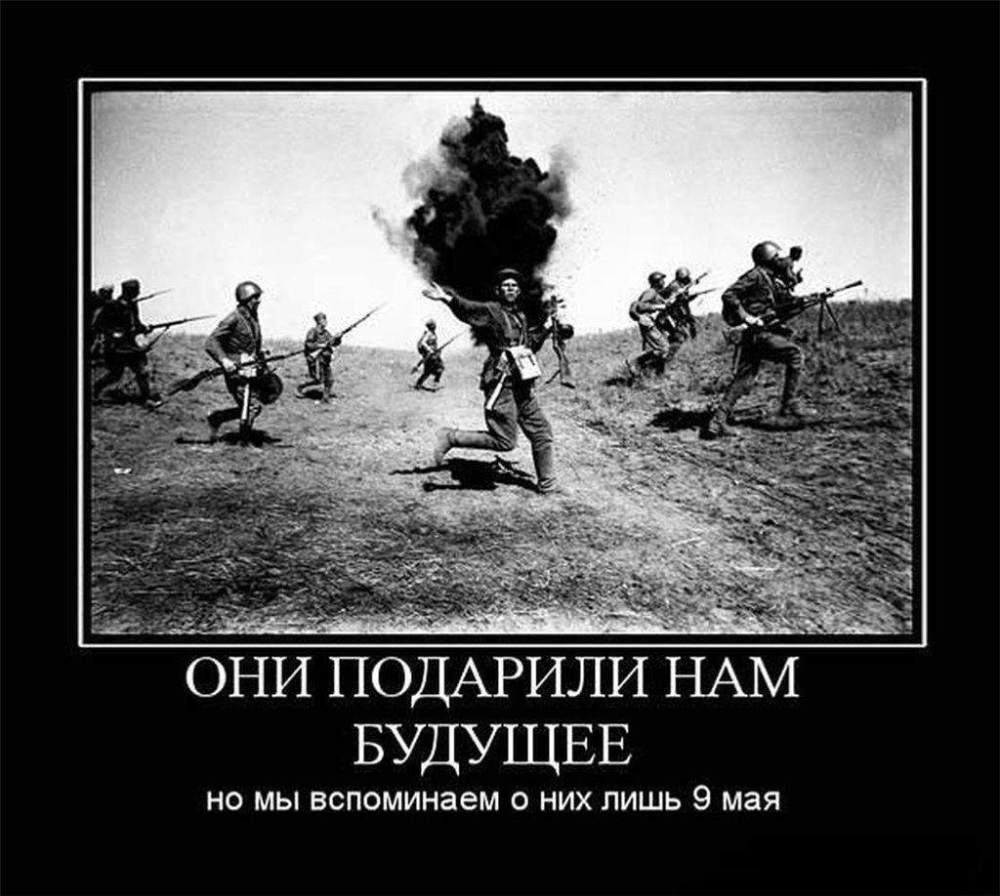 ОНИ ПОДАРИЛИ НАМ
БУДУЩЕЕ
но мы вспоминаем о них лишь 9 мая